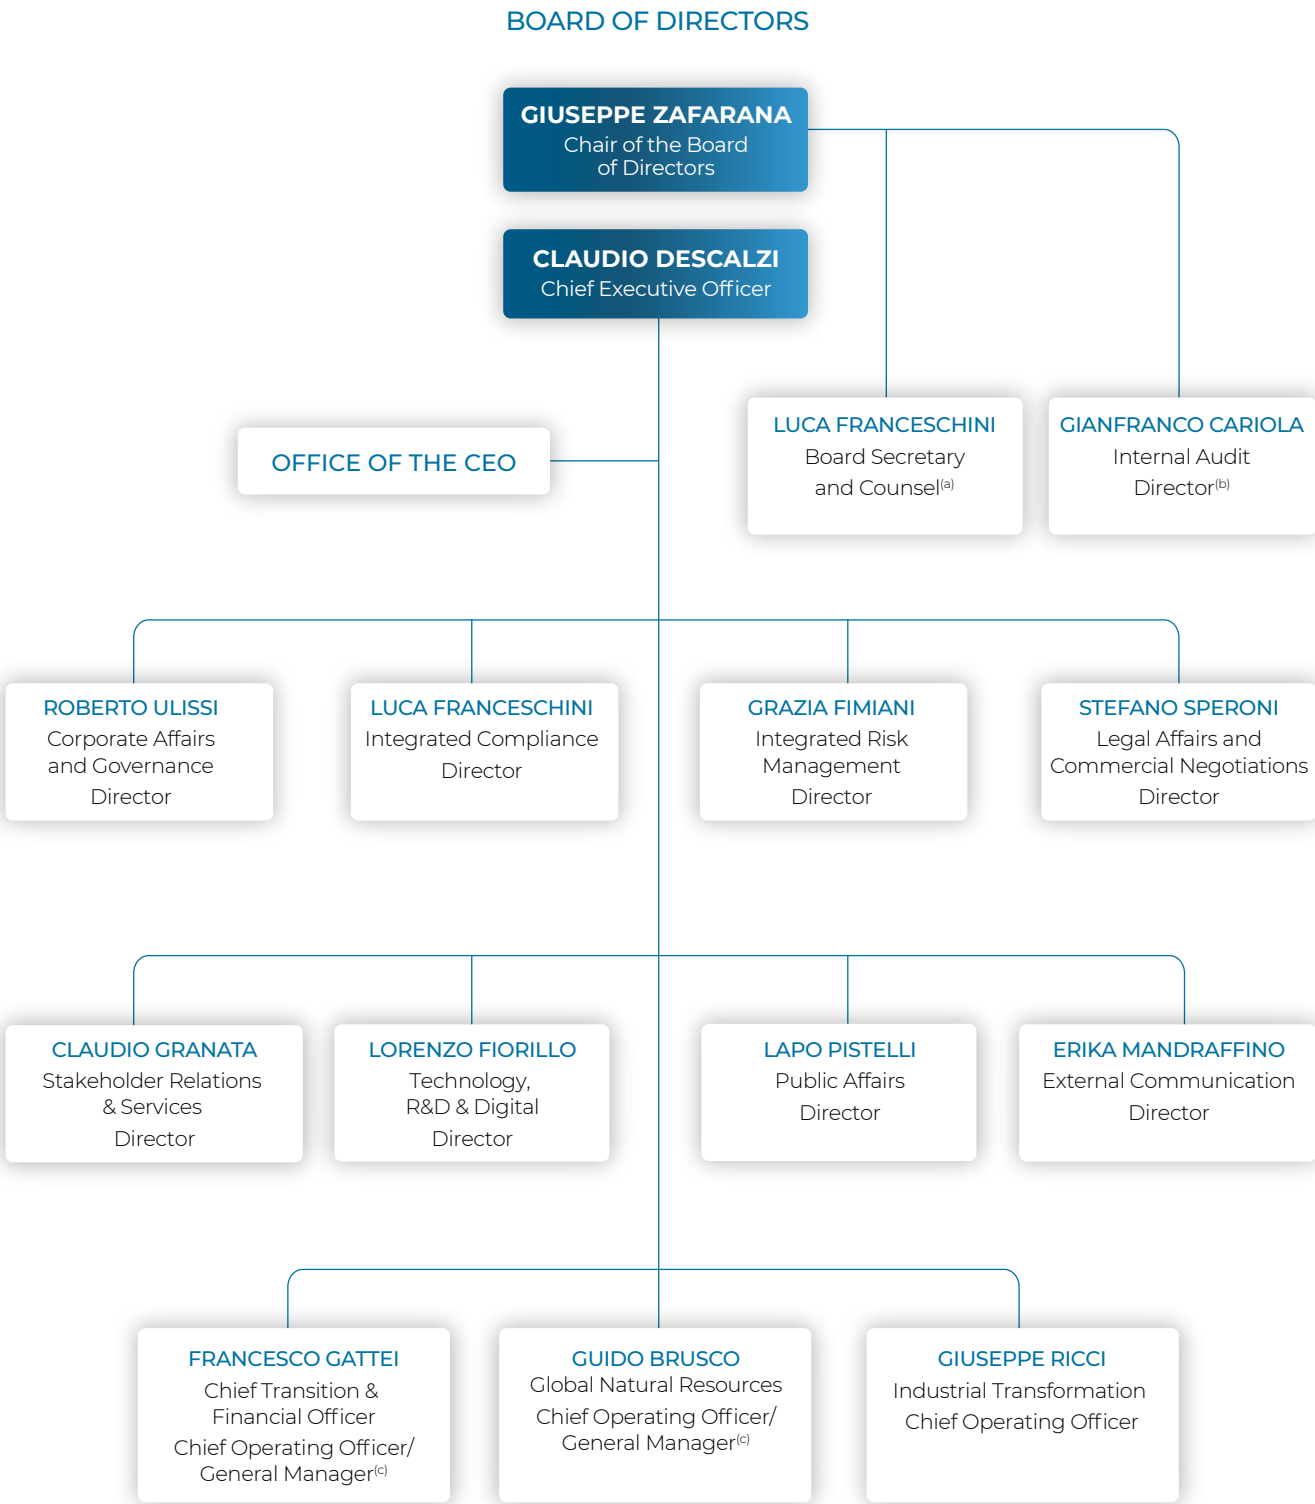 BOARD OF DIRECTORS
GIUSEPPE ZAFARANA
Chair of the Board
of Directors
CLAUDIO DESCALZI
Chief Executive Officer
OFFICE OF THE CEO
LUCA FRANCESCHINI
Board Secretary
and Counsel(a)
GIANFRANCO CARIOLA
Internal Audit
Director(b)
ROBERTO ULISSI
Corporate Affairs
and Governance
Director
LUCA FRANCESCHINI
Integrated Compliance
Director
GRAZIA FIMIANI
Integrated Risk
Management
Director
STEFANO SPERONI
Legal Affairs and
Commercial Negotiations
Director
CLAUDIO GRANATA
Stakeholder Relations
& Services
Director
LORENZO FIORILLO
Technology,
R&D & Digital
Director
LAPO PISTELLI
Public Affairs
Director
ERIKA MANDRAFFINO
External Communication
Director
FRANCESCO GATTEI
Chief Transition &
Financial Officer
Chief Operating Officer/
General Manager(c)
GUIDO BRUSCO
Global Natural Resources
Chief Operating Officer/
General Manager(c)
GIUSEPPE RICCI
Industrial Transformation
Chief Operating Officer